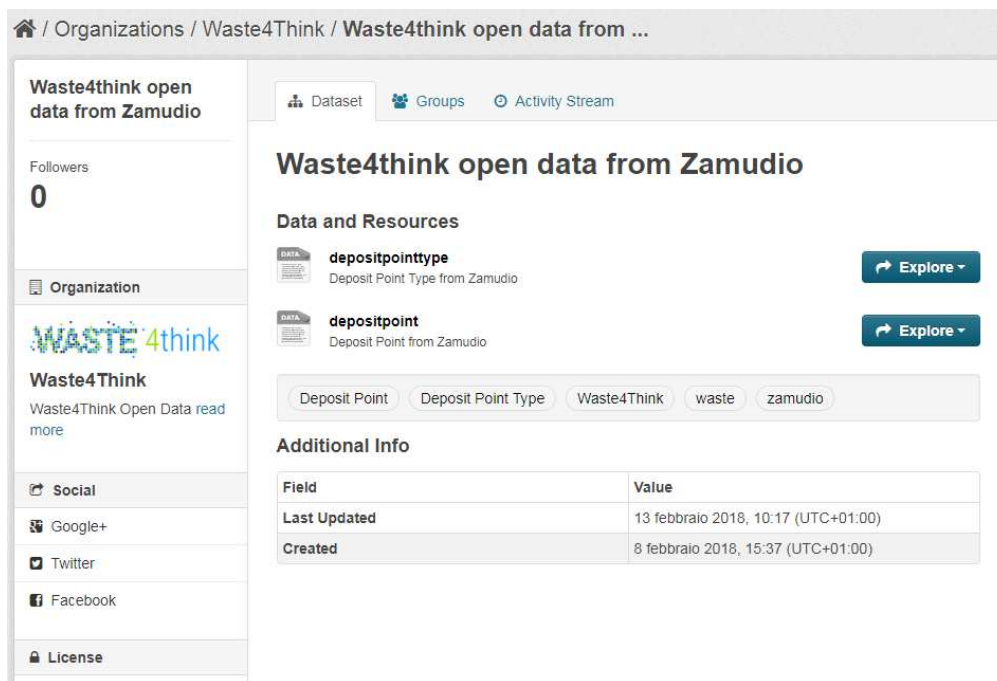 / Organizations / Waste4Think / Waste4think open data from ...
Waste4think open
data from Zamudio
Followers
0
Organization
WASTE 4think
Waste4Think
Waste4Think Open Data read
more
Social
Google+
Twitter
Facebook
License
Dataset
Groups
Activity Stream
Waste4think open data from Zamudio
Data and Resources
DATA
depositpointtype
Deposit Point Type from Zamudio
Explore
DATA
depositpoint
Deposit Point from Zamudio
Explore
Deposit Point
Deposit Point Type
Waste4Think
waste
zamudio
Additional Info
Field Value
Last Updated 13 febbraio 2018, 10:17 (UTC+01:00)
Created 8 febbraio 2018, 15:37 (UTC+01:00)